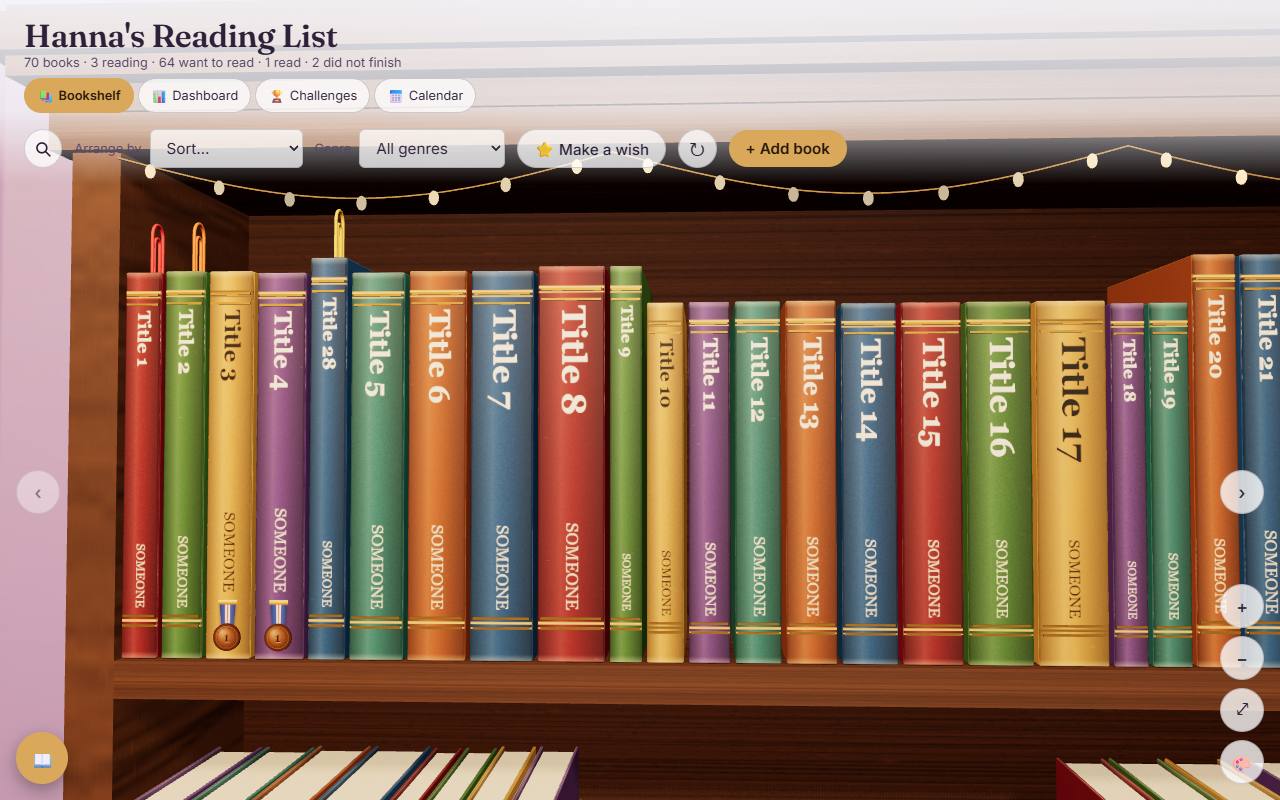 Hanna's Reading List
70 books · 3 reading · 64 want to read · 1 read · 2 did not finish
Bookshelf
Dashboard
Challenges
Calendar
Arrange by
Sort...
Genre
All genres
Make a wish
+ Add book
Title 1
SOMEONE
Title 2
SOMEONE
Title 3
SOMEONE
1
Title 4
SOMEONE
1
Title 28
SOMEONE
Title 5
SOMEONE
Title 6
SOMEONE
Title 7
SOMEONE
Title 8
SOMEONE
Title 9
SOMEONE
Title 10
SOMEONE
Title 11
SOMEONE
Title 12
SOMEONE
Title 13
SOMEONE
Title 14
SOMEONE
Title 15
SOMEONE
Title 16
SOMEONE
Title 17
SOMEONE
Title 18
SOMEONE
Title 19
SOMEONE
Title 20
SOMEONE
Title 21
SOMEONE